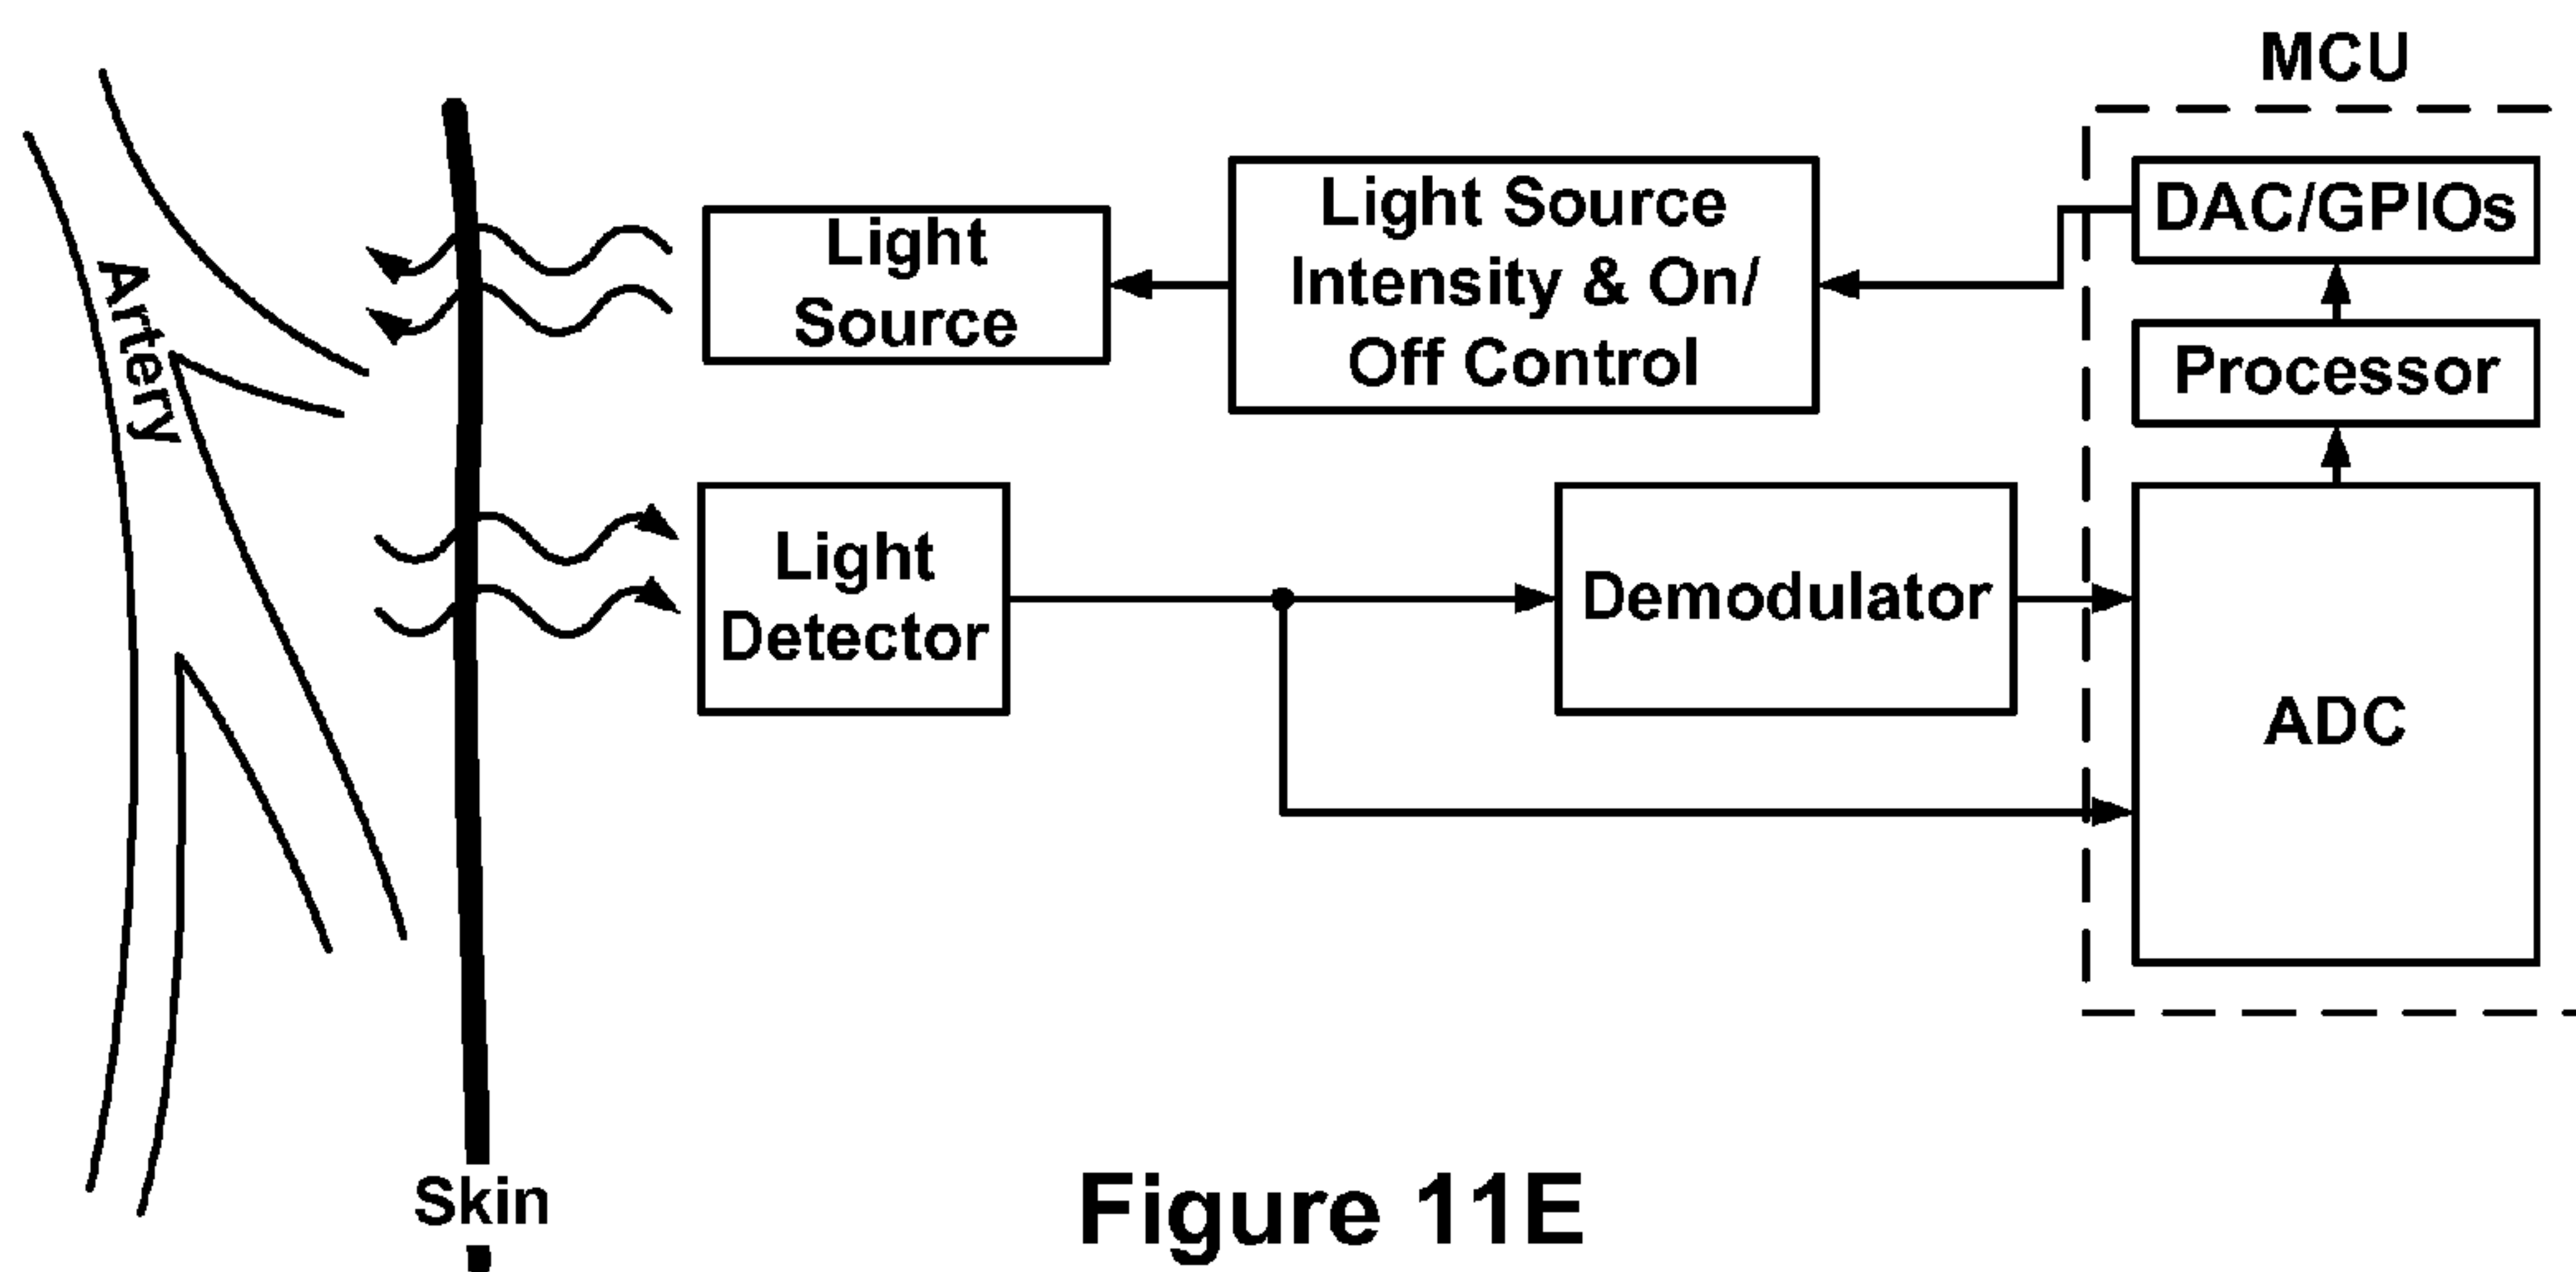 MCU
Light Source
Intensity & On/
Off Control
DAC/GPIOs
Light
Source
Artery
Processor
Light
Detector
Demodulator
ADC
Skin
Figure 11E